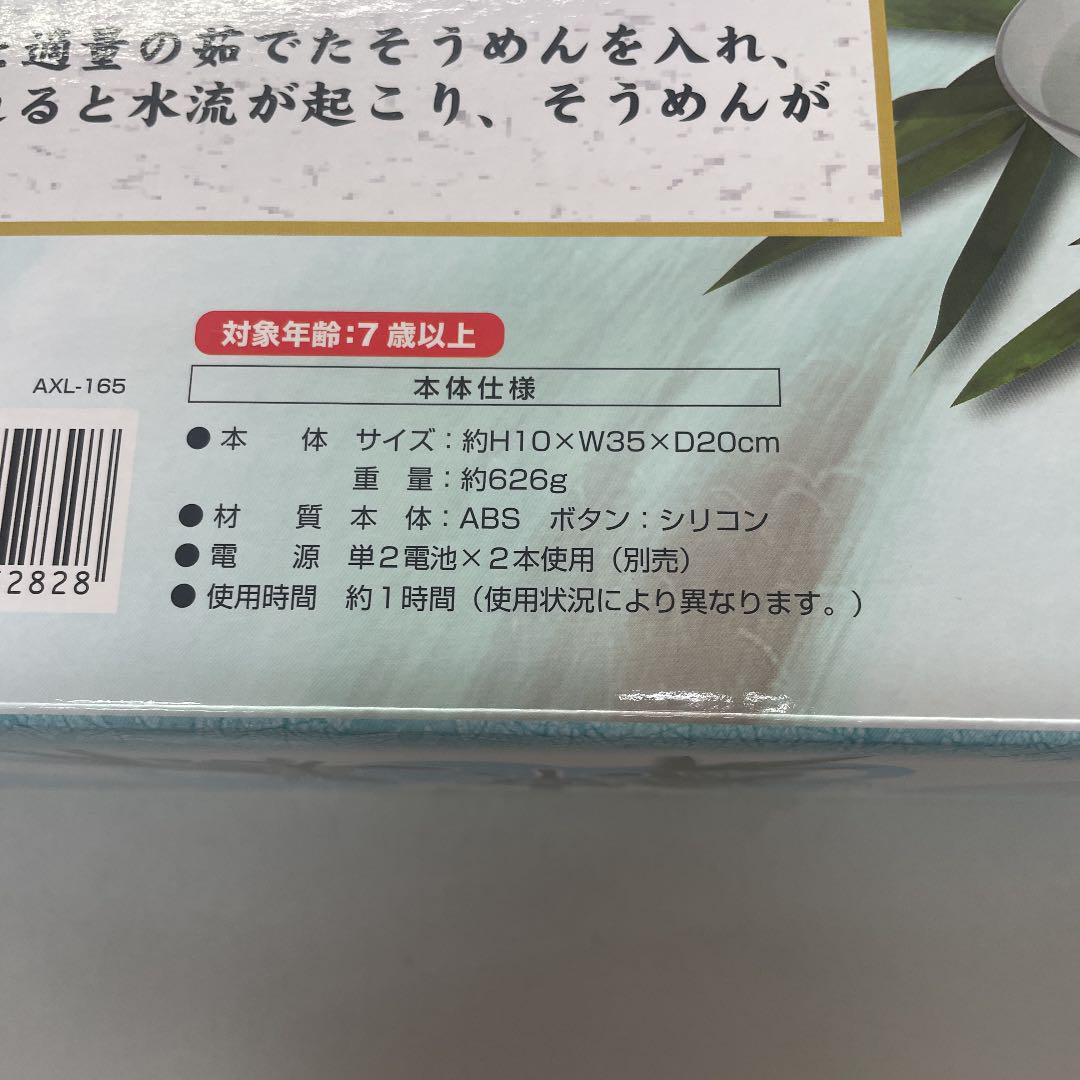 適量の茹でたそうめんを入れ、
ると水流が起こり、そうめんが
対象年齢:7歳以上
AXL-165
本体仕様
●本　体　サイズ:約H10×W35×D20cm
重　量:約626g
●材　質　本　体:ABS　ボタン:シリコン
●電　源　単2電池×2本使用(別売)
●使用時間　約1時間(使用状況により異なります。)
2828